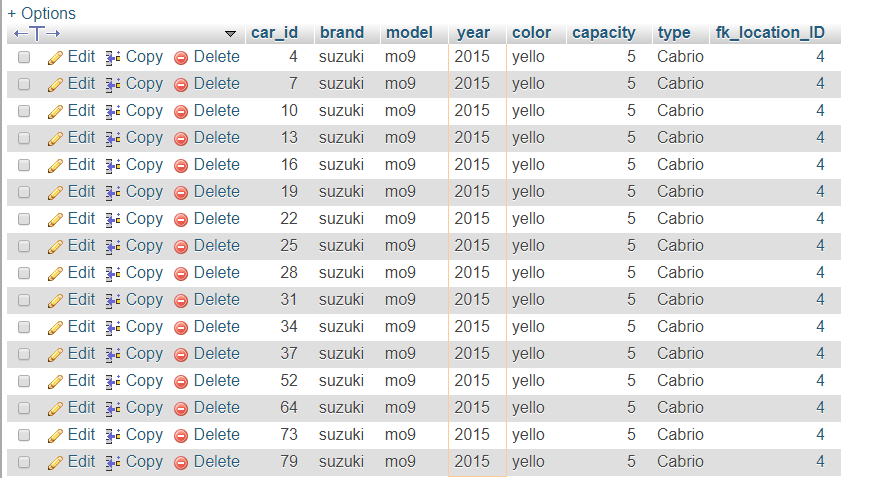 + Options
←T→ car_id brand model year color capacity type fk_location_ID
Edit Copy Delete 4 suzuki mo9 2015 yello 5 Cabrio 4
Edit Copy Delete 7 suzuki mo9 2015 yello 5 Cabrio 4
Edit Copy Delete 10 suzuki mo9 2015 yello 5 Cabrio 4
Edit Copy Delete 13 suzuki mo9 2015 yello 5 Cabrio 4
Edit Copy Delete 16 suzuki mo9 2015 yello 5 Cabrio 4
Edit Copy Delete 19 suzuki mo9 2015 yello 5 Cabrio 4
Edit Copy Delete 22 suzuki mo9 2015 yello 5 Cabrio 4
Edit Copy Delete 25 suzuki mo9 2015 yello 5 Cabrio 4
Edit Copy Delete 28 suzuki mo9 2015 yello 5 Cabrio 4
Edit Copy Delete 31 suzuki mo9 2015 yello 5 Cabrio 4
Edit Copy Delete 34 suzuki mo9 2015 yello 5 Cabrio 4
Edit Copy Delete 37 suzuki mo9 2015 yello 5 Cabrio 4
Edit Copy Delete 52 suzuki mo9 2015 yello 5 Cabrio 4
Edit Copy Delete 64 suzuki mo9 2015 yello 5 Cabrio 4
Edit Copy Delete 73 suzuki mo9 2015 yello 5 Cabrio 4
Edit Copy Delete 79 suzuki mo9 2015 yello 5 Cabrio 4